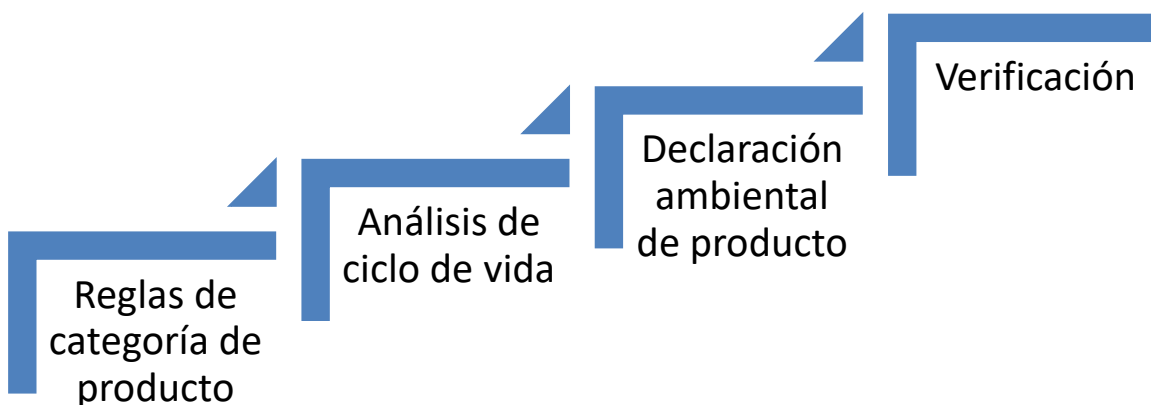 Reglas de
categoría de
producto
Análisis de
ciclo de vida
Declaración
ambiental
de producto
Verificación